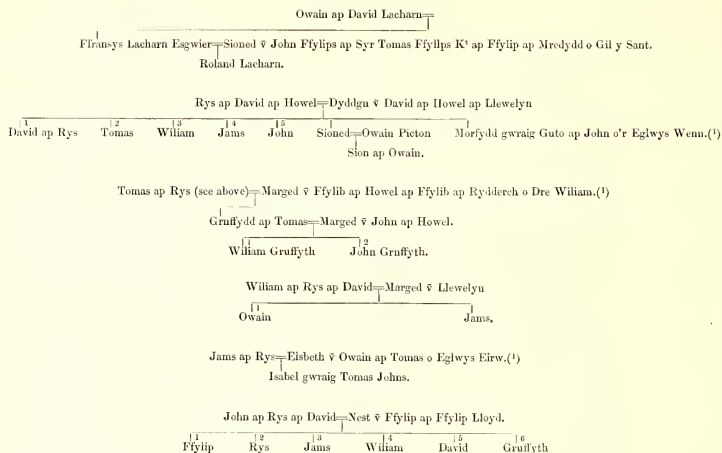 Owain ap David Lacharn=
Ffransys Lacharn Esgwier=Sioned v̄ John Ffylips ap Syr Tomas Ffyllps Kᵗ ap Ffylip ap Mredydd o Gil y Sant.
Roland Lacharn.
Rys ap David ap Howel=Dyddgu v̄ David ap Howel ap Llewelyn
1 2 3 4 5
David ap Rys Tomas Wiliam Jams John Sioned=Owain Picton Morfydd gwraig Guto ap John o'r Eglwys Wenn.(¹)
Sion ap Owain.
Tomas ap Rys (see above)=Marged v̄ Ffylib ap Howel ap Ffylib ap Rydderch o Dre Wiliam.(¹)
Gruffydd ap Tomas=Marged v̄ John ap Howel.
1 2
Wiliam Gruffyth John Gruffyth.
Wiliam ap Rys ap David=Marged v̄ Llewelyn
1
Owain Jams.
Jams ap Rys=Elsbeth v̄ Owain ap Tomas o Eglwys Eirw.(¹)
Isabel gwraig Tomas Johns.
John ap Rys ap David=Nest v̄ Ffylip ap Ffylip Lloyd.
1 2 3 4 5 6
Ffylip Rys Jams Wiliam David Gruffyth